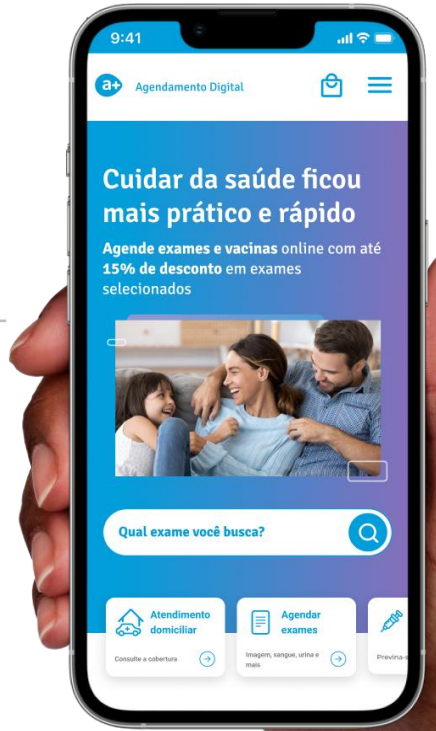 9:41
a+ Agendamento Digital
Cuidar da saúde ficou
mais prático e rápido
Agende exames e vacinas online com até
15% de desconto em exames
selecionados
Qual exame você busca?
Atendimento
domiciliar
Consulte a cobertura
Agendar
exames
Imagem, sangue, urina e
mais